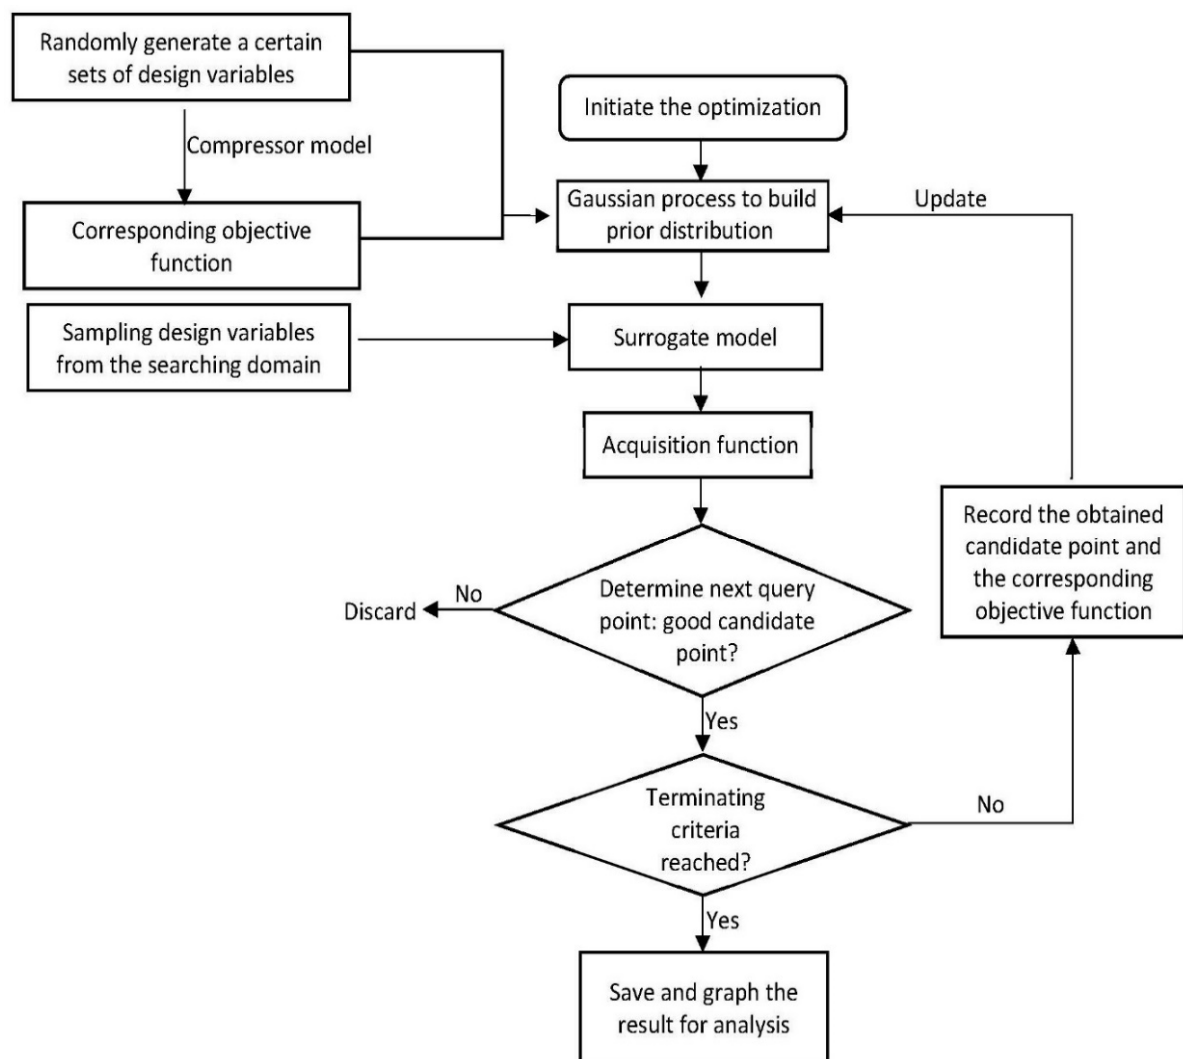 Randomly generate a certain
sets of design variables
Compressor model
Corresponding objective
function
Sampling design variables
from the searching domain
Initiate the optimization
Gaussian process to build
prior distribution
Update
Surrogate model
Acquisition function
Determine next query
point: good candidate
point?
No
Discard
Yes
Terminating
criteria
reached?
No
Record the obtained
candidate point and
the corresponding
objective function
Yes
Save and graph the
result for analysis